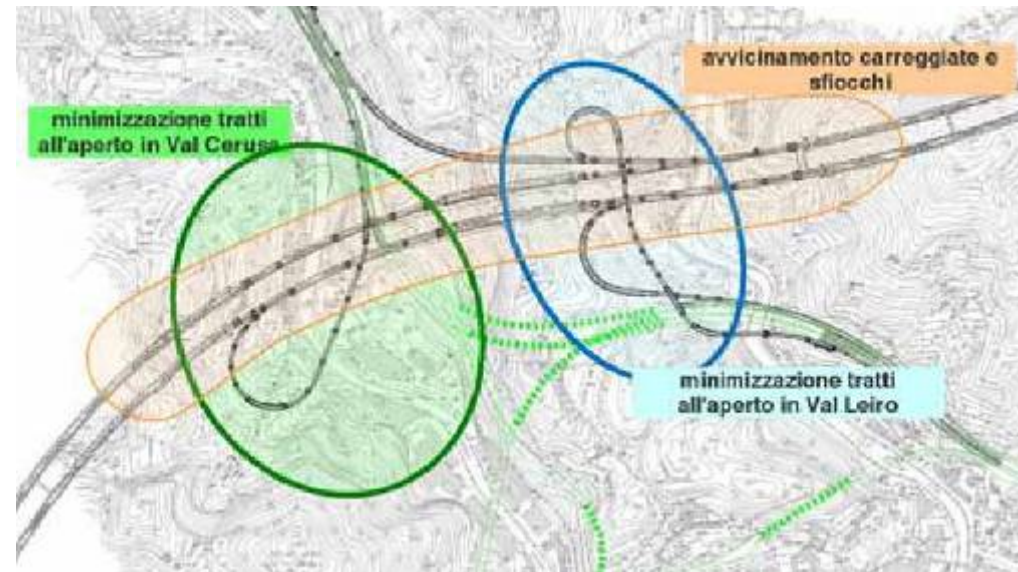 avvicinamento carreggiate e
sfiocchi
minimizzazione tratti
all'aperto in Val Cerusa
minimizzazione tratti
all'aperto in Val Leiro